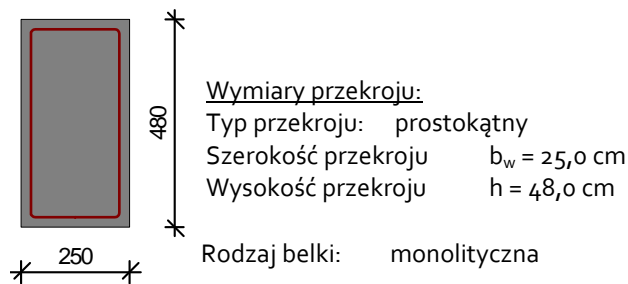 480
250
Wymiary przekroju:
Typ przekroju: prostokątny
Szerokość przekroju b_w = 25,0 cm
Wysokość przekroju h = 48,0 cm
Rodzaj belki: monolityczna